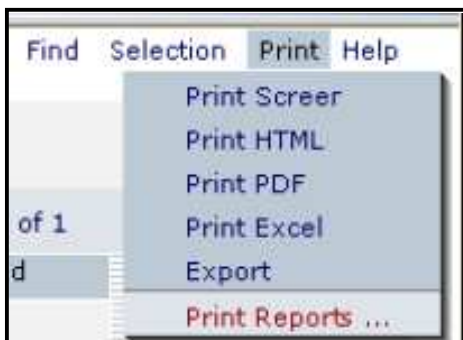 Find Selection Print Help
Print Screer
Print HTML
Print PDF
of 1 Print Excel
d Export
Print Reports ...